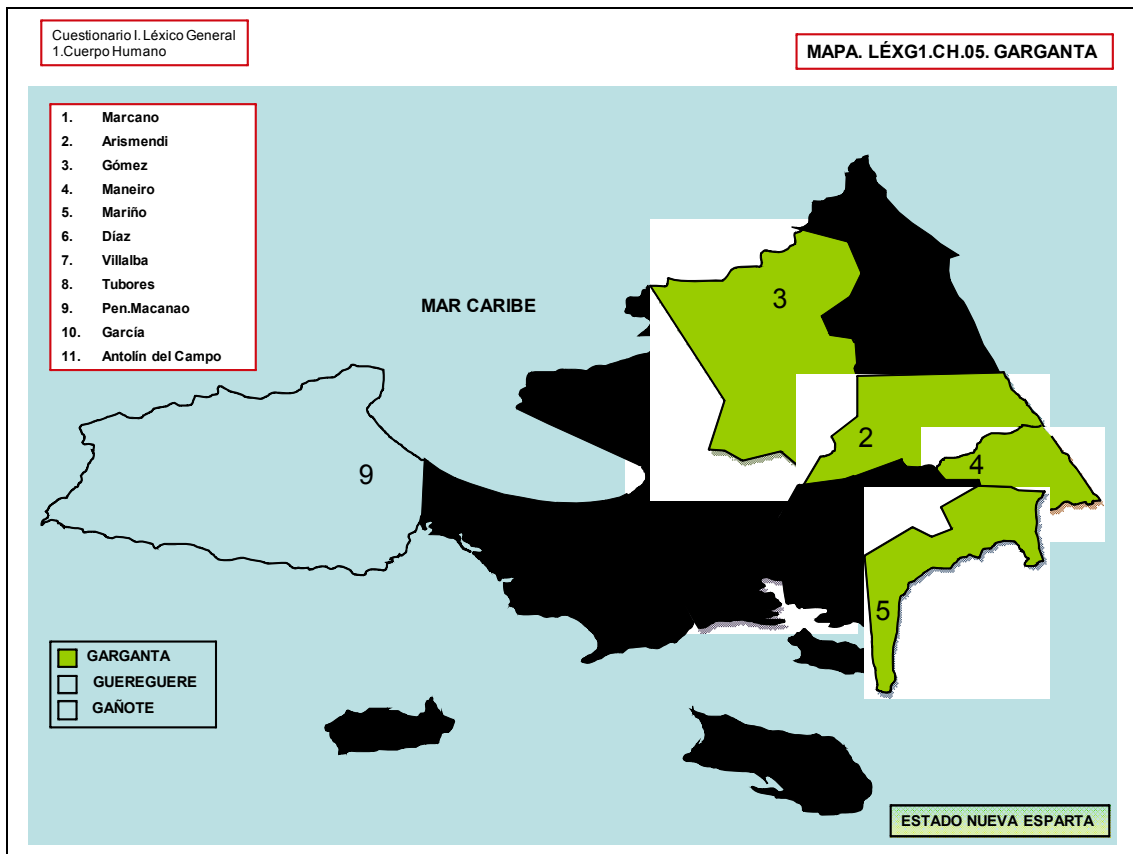 Cuestionario I. Léxico General
1.Cuerpo Humano
MAPA. LÉXG1.CH.05. GARGANTA
1. Marcano
2. Arismendi
3. Gómez
4. Maneiro
5. Mariño
6. Díaz
7. Villalba
8. Tubores
9. Pen.Macanao
10. García
11. Antolín del Campo
MAR CARIBE
3
2
4
9
5
GARGANTA
GUEREGUERE
GAÑOTE
ESTADO NUEVA ESPARTA